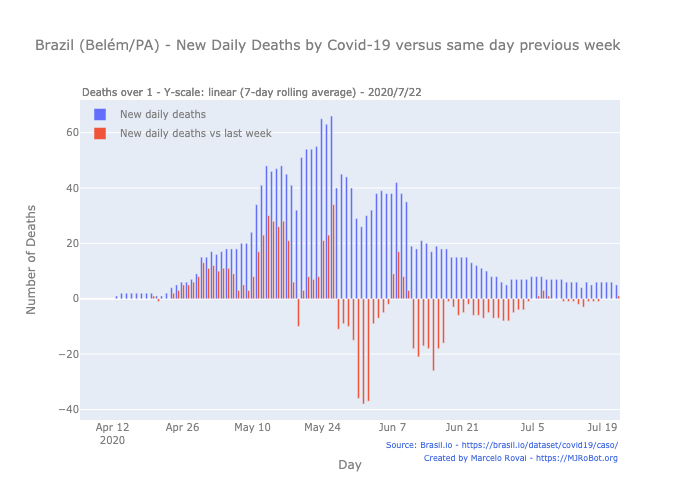 Brazil (Belém/PA) - New Daily Deaths by Covid-19 versus same day previous week
Deaths over 1 - Y-scale: linear (7-day rolling average) - 2020/7/22
New daily deaths
New daily deaths vs last week
60
40
20
0
−20
−40
Number of Deaths
Apr 12 Apr 26 May 10 May 24 Jun 7 Jun 21 Jul 5 Jul 19
2020
Day
Source: Brasil.io - https://brasil.io/dataset/covid19/caso/
Created by Marcelo Rovai - https://MJRoBot.org